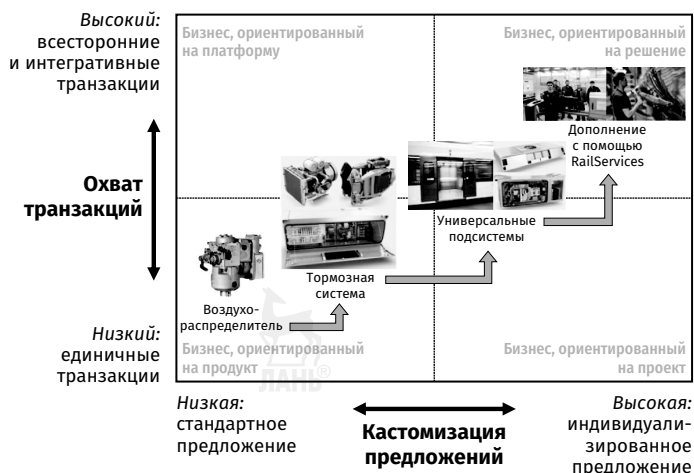 Высокий:
всесторонние
и интегративные
транзакции
Охват
транзакций
Низкий:
единичные
транзакции
Бизнес, ориентированный
на платформу
Бизнес, ориентированный
на решение
Дополнение
с помощью
RailServices
Универсальные
подсистемы
Тормозная
система
Воздухо-
распределитель
Бизнес, ориентированный
на продукт
Бизнес, ориентированный
на проект
ЛАНЬ®
Низкая:
стандартное
предложение
Кастомизация
предложений
Высокая:
индивидуали-
зированное
предложение